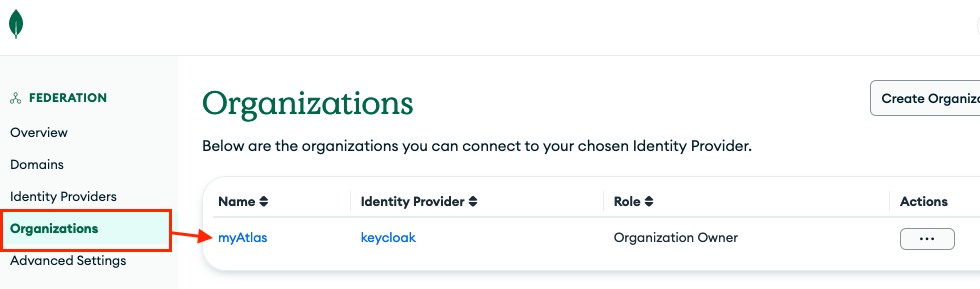 FEDERATION
Overview
Domains
Identity Providers
Organizations
Advanced Settings
Organizations
Create Organiza
Below are the organizations you can connect to your chosen Identity Provider.
Name Identity Provider Role Actions
myAtlas keycloak Organization Owner ...